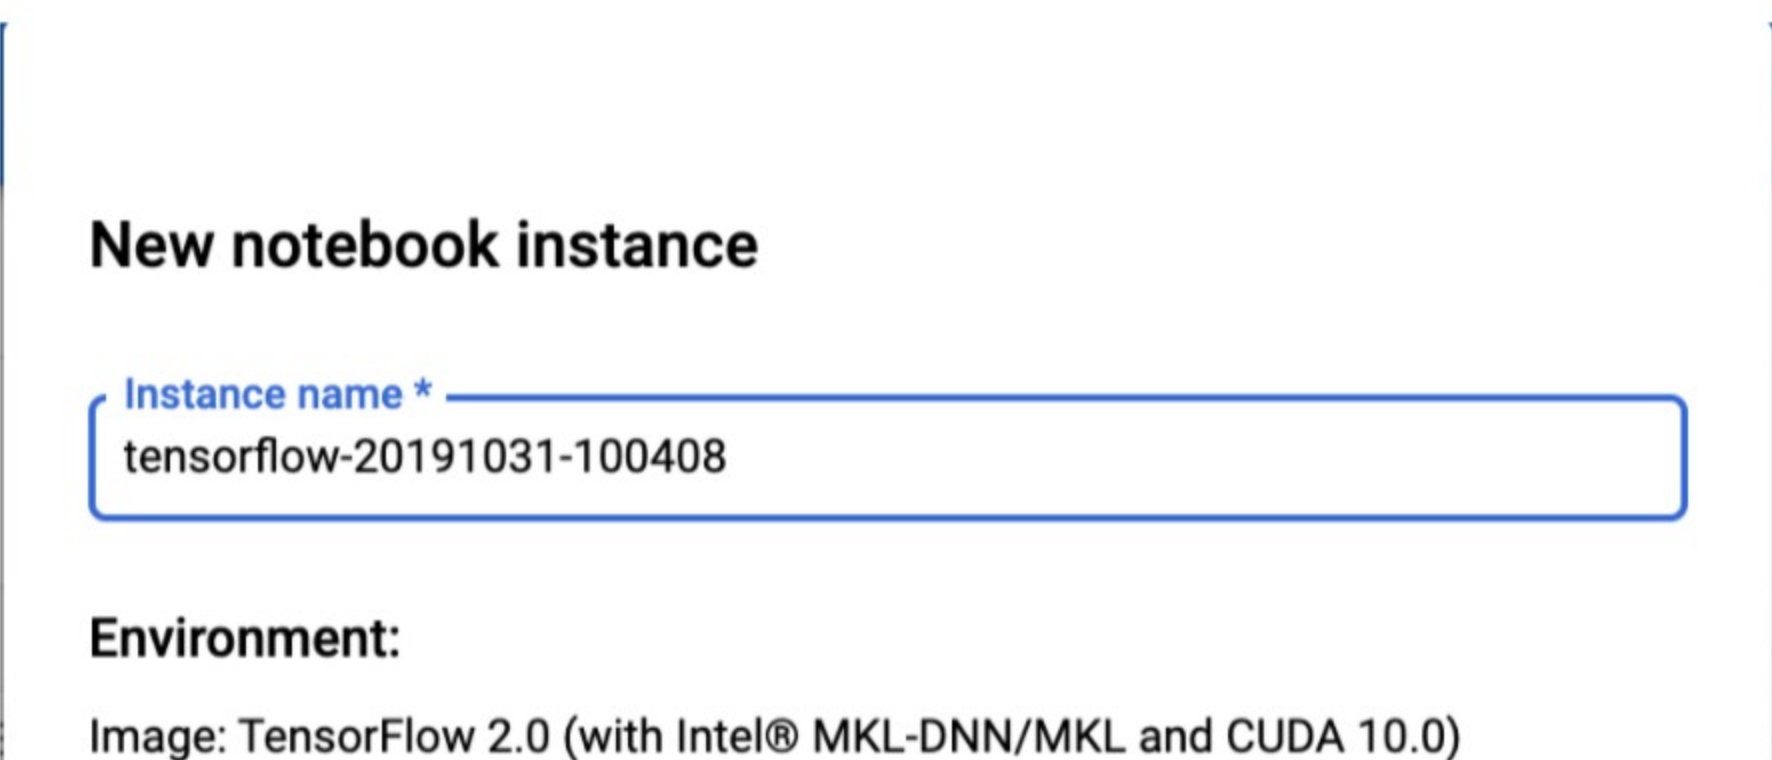 New notebook instance
Instance name *
tensorflow-20191031-100408
Environment:
Image: TensorFlow 2.0 (with Intel® MKL-DNN/MKL and CUDA 10.0)